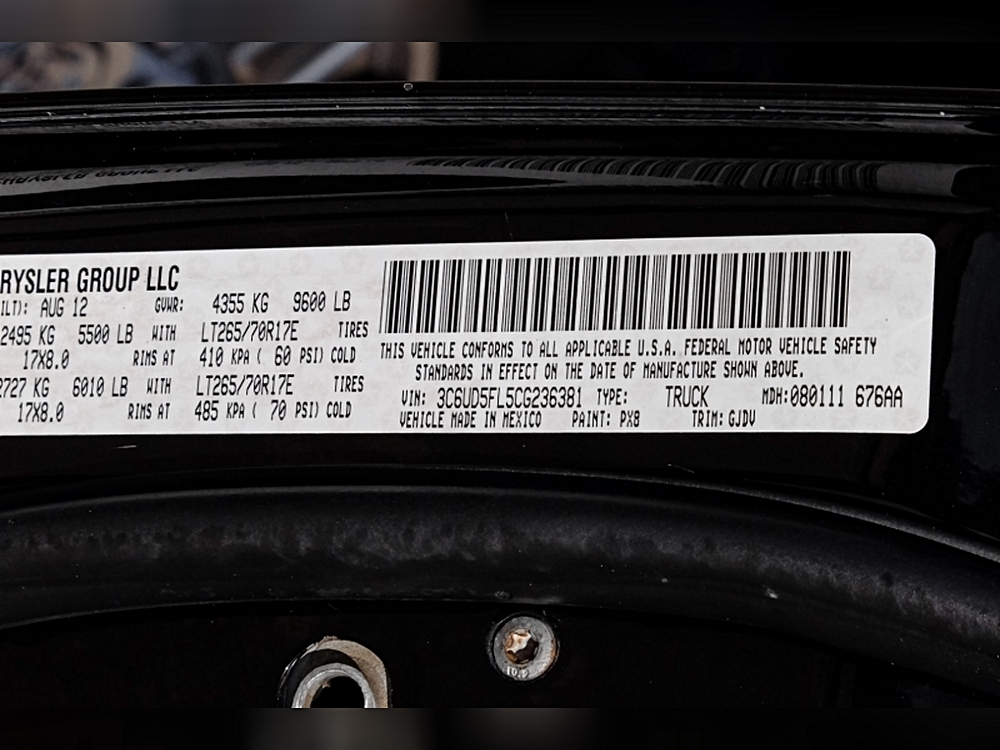 RYSLER GROUP LLC
ILT): AUG 12 GVWR: 4355 KG 9600 LB
2495 KG 5500 LB WITH LT265/70R17E TIRES
17X8.0 RIMS AT 410 KPA ( 60 PSI) COLD
2727 KG 6010 LB WITH LT265/70R17E TIRES
17X8.0 RIMS AT 485 KPA ( 70 PSI) COLD
THIS VEHICLE CONFORMS TO ALL APPLICABLE U.S.A. FEDERAL MOTOR VEHICLE SAFETY
STANDARDS IN EFFECT ON THE DATE OF MANUFACTURE SHOWN ABOVE.
VIN: 3C6UD5FL5CG236381 TYPE: TRUCK MDH:080111 676AA
VEHICLE MADE IN MEXICO PAINT: PX8 TRIM: GJDV
10.9